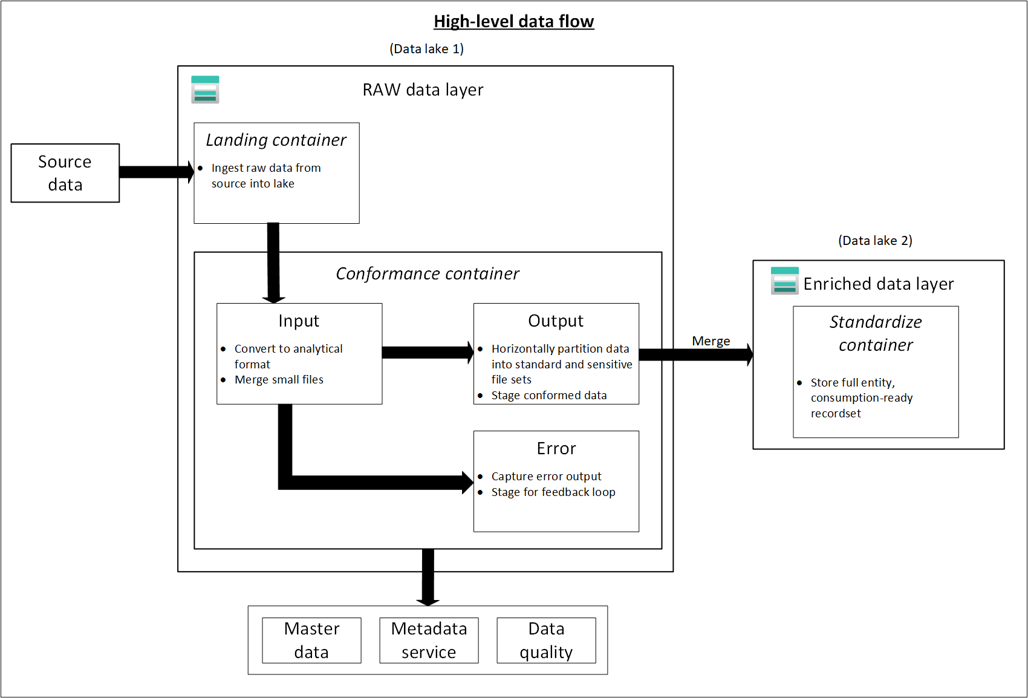 High-level data flow
(Data lake 1)
RAW data layer
Landing container
• Ingest raw data from
source into lake
Source
data
Conformance container
Input
• Convert to analytical
format
• Merge small files
Output
• Horizontally partition data
into standard and sensitive
file sets
• Stage conformed data
Error
• Capture error output
• Stage for feedback loop
Merge
(Data lake 2)
Enriched data layer
Standardize
container
• Store full entity,
consumption-ready
recordset
Master
data
Metadata
service
Data
quality